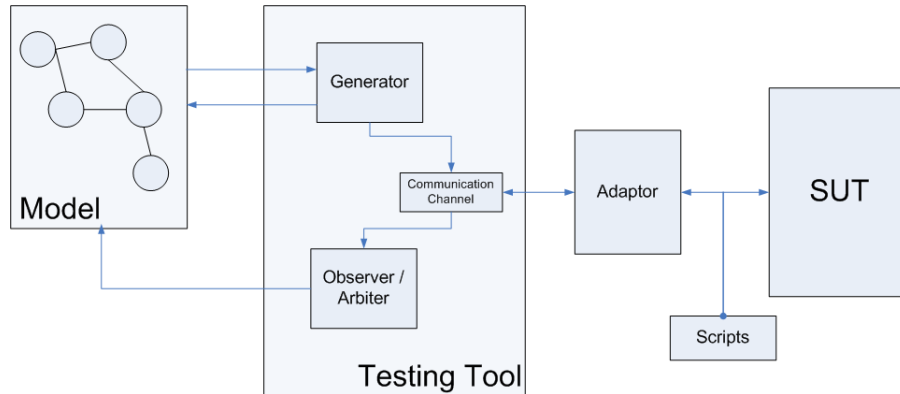 Model
Generator
Communication
Channel
Observer /
Arbiter
Testing Tool
Adaptor
Scripts
SUT